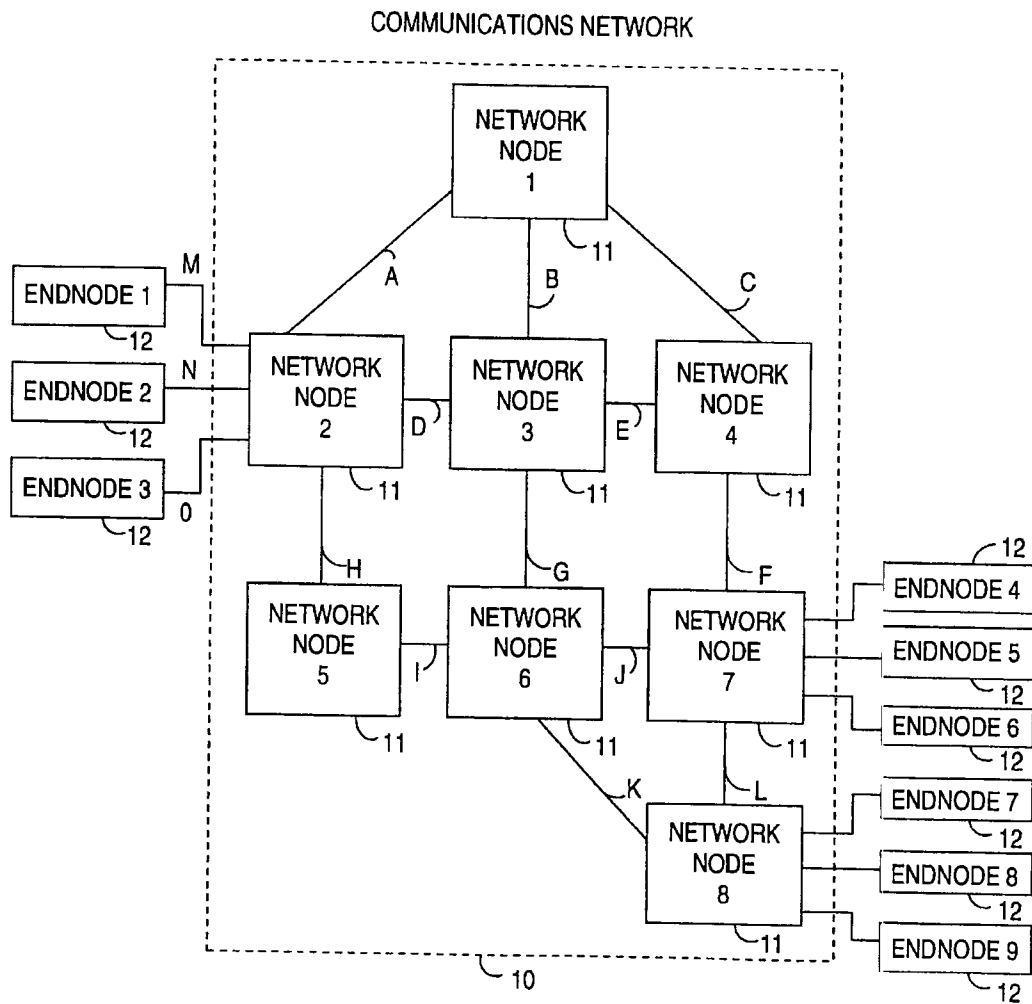 COMMUNICATIONS NETWORK
NETWORK
NODE
1
11
A
B
C
M
ENDNODE 1
12
N
ENDNODE 2
12
ENDNODE 3
12
0
NETWORK
NODE
2
11
D
NETWORK
NODE
3
11
E
NETWORK
NODE
4
11
H
G
F
NETWORK
NODE
5
11
I
NETWORK
NODE
6
11
J
NETWORK
NODE
7
11
12
ENDNODE 4
ENDNODE 5
12
ENDNODE 6
12
K
L
NETWORK
NODE
8
11
ENDNODE 7
12
ENDNODE 8
12
ENDNODE 9
12
10